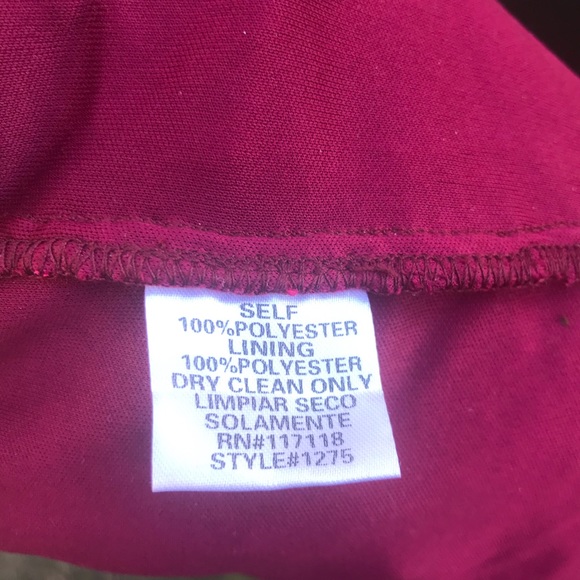 SELF
100%POLYESTER
LINING
100%POLYESTER
DRY CLEAN ONLY
LIMPIAR SECO
SOLAMENTE
RN#117118
STYLE#1275